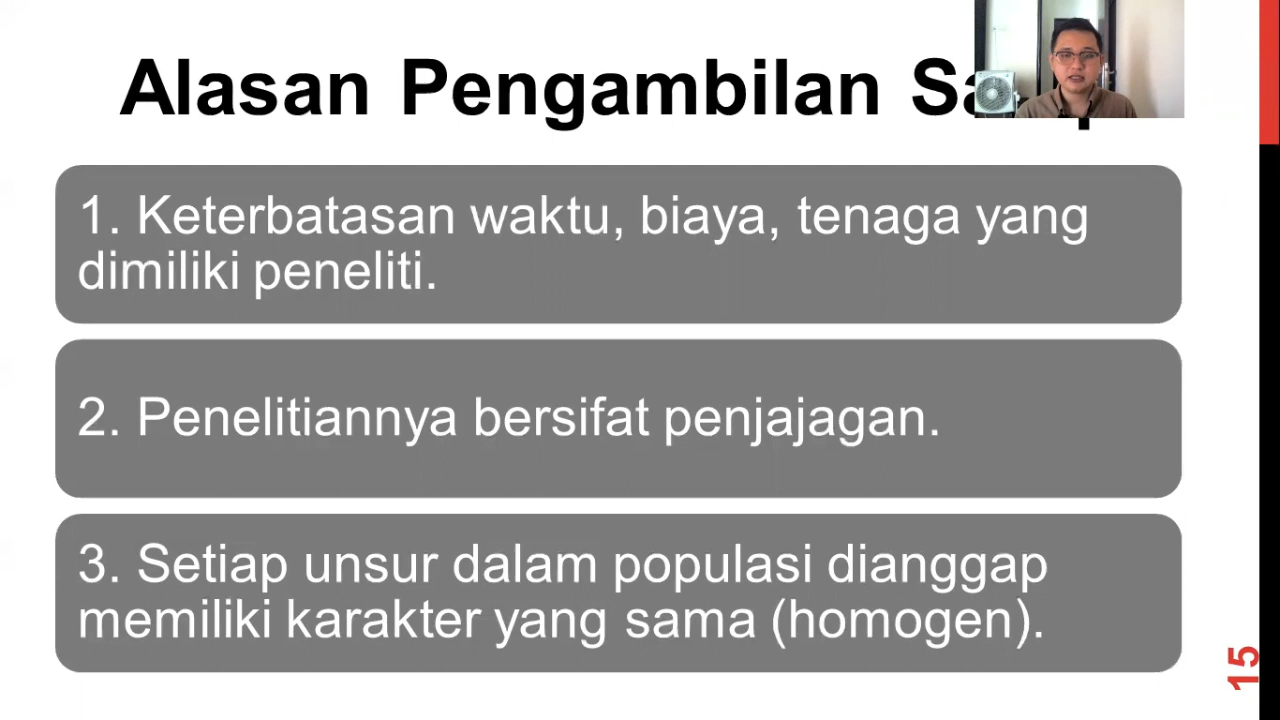 Alasan Pengambilan
1. Keterbatasan waktu, biaya, tenaga yang
dimiliki peneliti.
2. Penelitiannya bersifat penjajagan.
3. Setiap unsur dalam populasi dianggap
memiliki karakter yang sama (homogen).
15